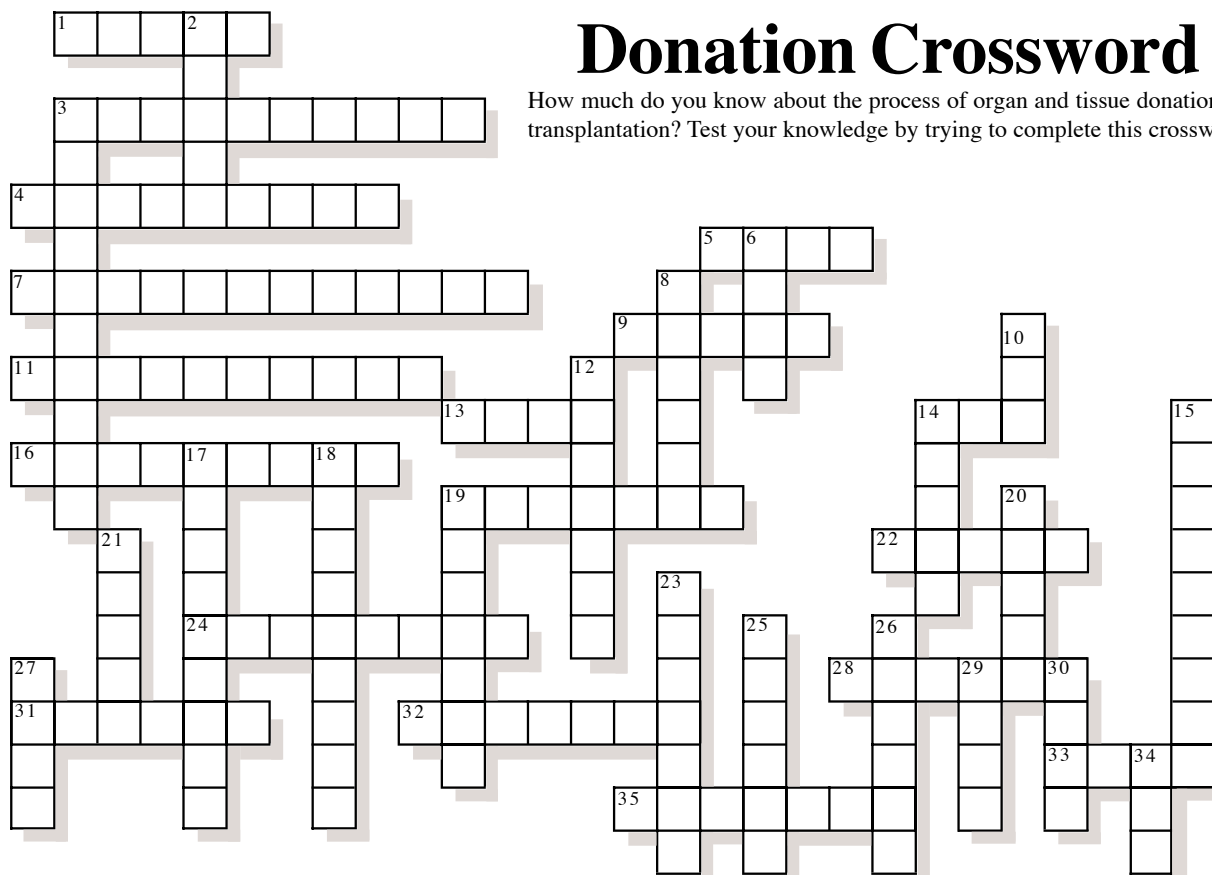 Donation Crossword
How much do you know about the process of organ and tissue donation
transplantation? Test your knowledge by trying to complete this crossw
1 2
3
4
5 6
7 8
9
10
11 12
13 14 15
16 17 18
19 20
21 22
23
24 25 26
27 28 29 30
31 32
33 34
35